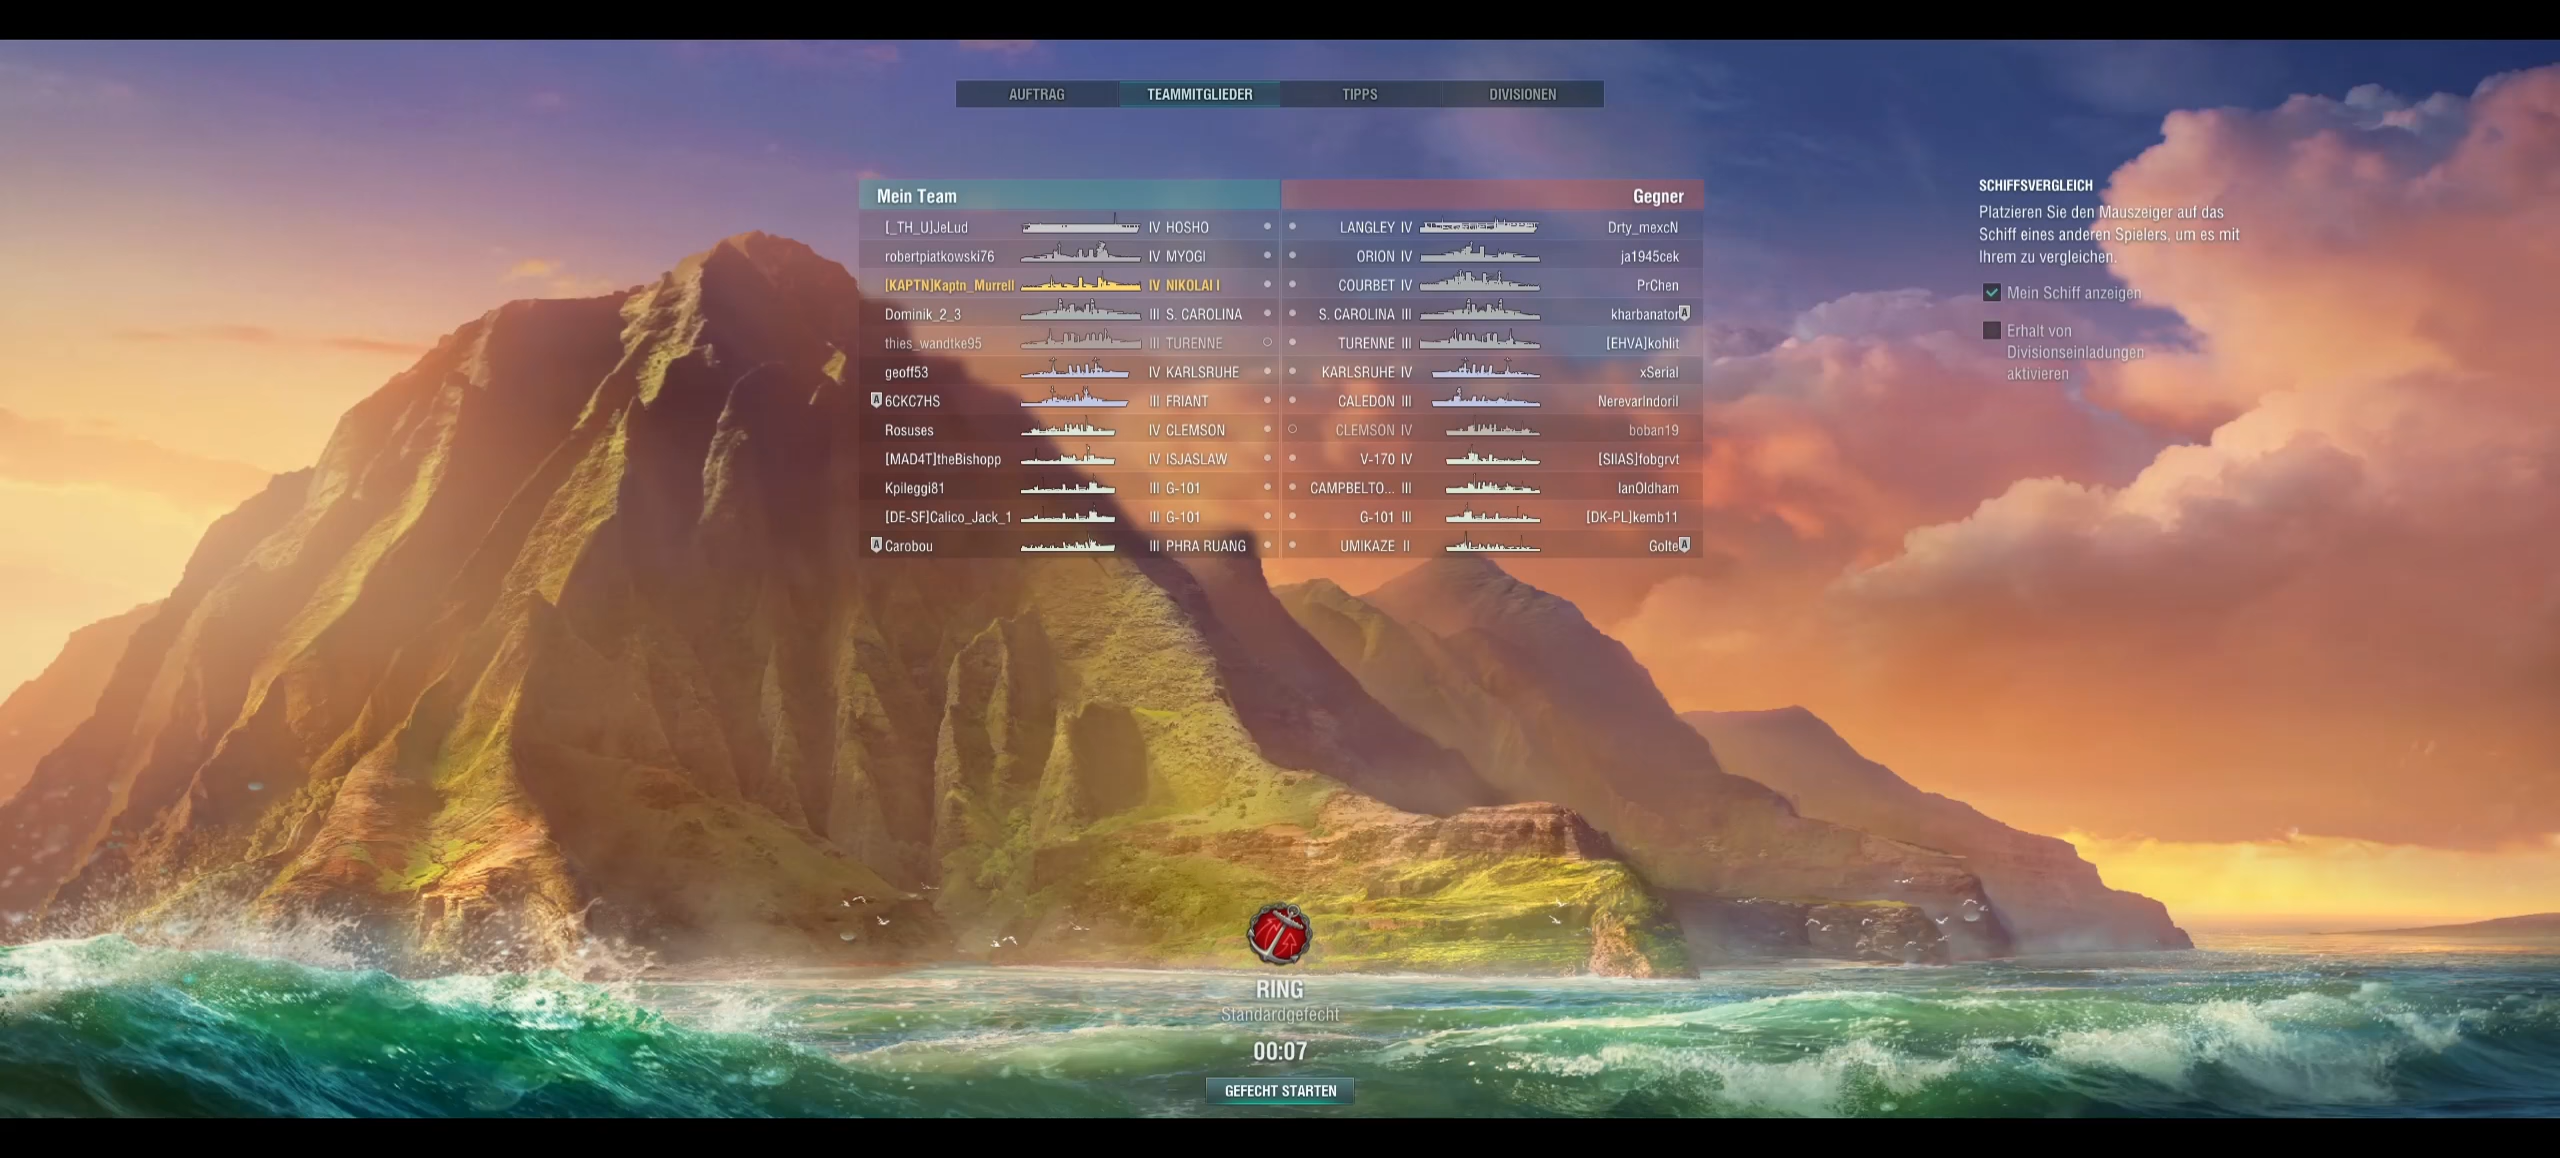 AUFTRAG TEAMMITGLIEDER TIPPS DIVISIONEN
Mein Team Gegner
[_TH_U]JeLud IV HOSHO LANGLEY IV Drty_mexcN
robertpiatkowski76 IV MYOGI ORION IV ja1945cek
[KAPTN]Kaptn_Murrell IV NIKOLAI I COURBET IV PrChen
Dominik_2_3 III S. CAROLINA S. CAROLINA III kharbanator A
thies_wandtke95 III TURENNE TURENNE III [EHVA]kohlit
geoff53 IV KARLSRUHE KARLSRUHE IV xSerial
A 6CKC7HS III FRIANT CALEDON III NerevarIndoril
Rosuses IV CLEMSON CLEMSON IV boban19
[MAD4T]theBishopp IV ISJASLAW V-170 IV [SIIAS]fobgrvt
Kpileggi81 III G-101 CAMPBELTO... III IanOldham
[DE-SF]Calico_Jack_1 III G-101 G-101 III [DK-PL]kemb11
A Carobou III PHRA RUANG UMIKAZE II Golte A
SCHIFFSVERGLEICH
Platzieren Sie den Mauszeiger auf das
Schiff eines anderen Spielers, um es mit
Ihrem zu vergleichen.
Mein Schiff anzeigen
Erhalt von
Divisionseinladungen
aktivieren
RING
Standardgefecht
00:07
GEFECHT STARTEN